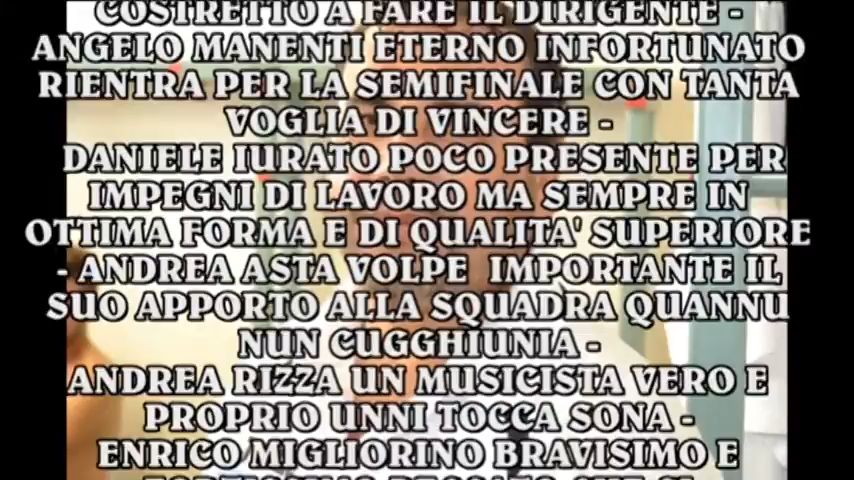 COSTRETTO A FARE IL DIRIGENTE -
ANGELO MANENTI ETERNO INFORTUNATO
RIENTRA PER LA SEMIFINALE CON TANTA
VOGLIA DI VINCERE -
DANIELE IURATO POCO PRESENTE PER
IMPEGNI DI LAVORO MA SEMPRE IN
OTTIMA FORMA E DI QUALITA' SUPERIORE
- ANDREA ASTA VOLPE IMPORTANTE IL
SUO APPORTO ALLA SQUADRA QUANNU
NUN CUGGHIUNIA -
ANDREA RIZZA UN MUSICISTA VERO E
PROPRIO UNNI TOCCA SONA -
ENRICO MIGLIORINO BRAVISIMO E